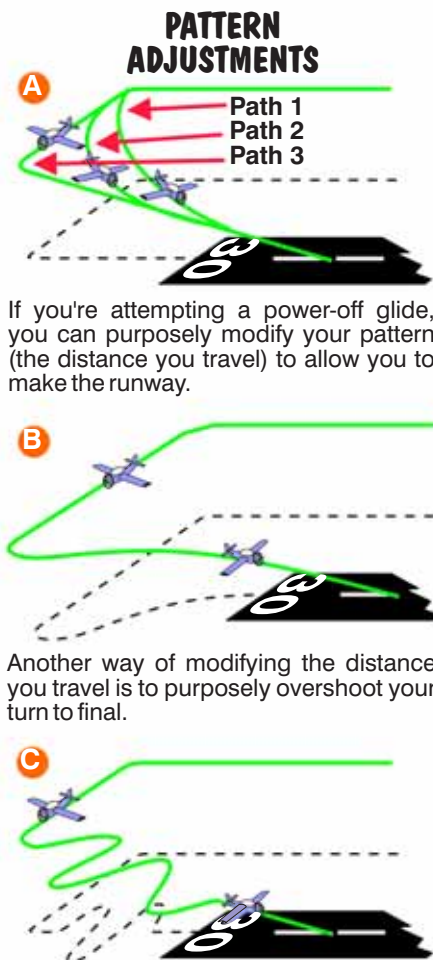 PATTERN
ADJUSTMENTS
A
Path 1
Path 2
Path 3
30
If you're attempting a power-off glide,
you can purposely modify your pattern
(the distance you travel) to allow you to
make the runway.
B
30
Another way of modifying the distance
you travel is to purposely overshoot your
turn to final.
C
30